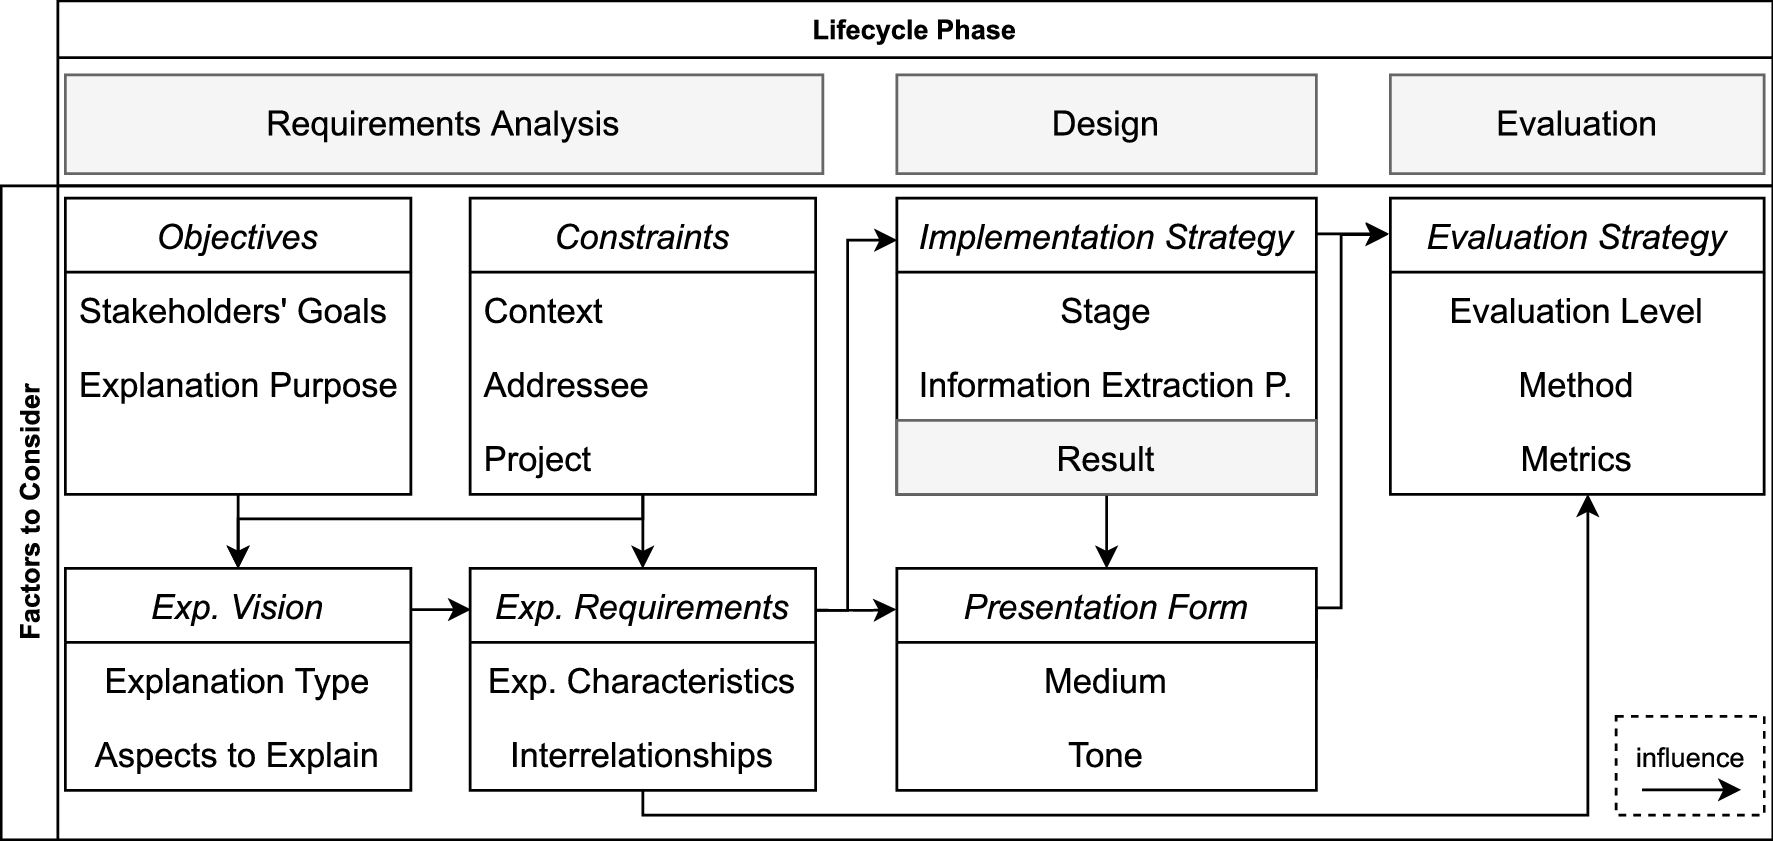 Lifecycle Phase
Requirements Analysis
Design
Evaluation
Factors to Consider
Objectives
Stakeholders' Goals
Explanation Purpose
Constraints
Context
Addressee
Project
Implementation Strategy
Stage
Information Extraction P.
Result
Evaluation Strategy
Evaluation Level
Method
Metrics
Exp. Vision
Explanation Type
Aspects to Explain
Exp. Requirements
Exp. Characteristics
Interrelationships
Presentation Form
Medium
Tone
influence